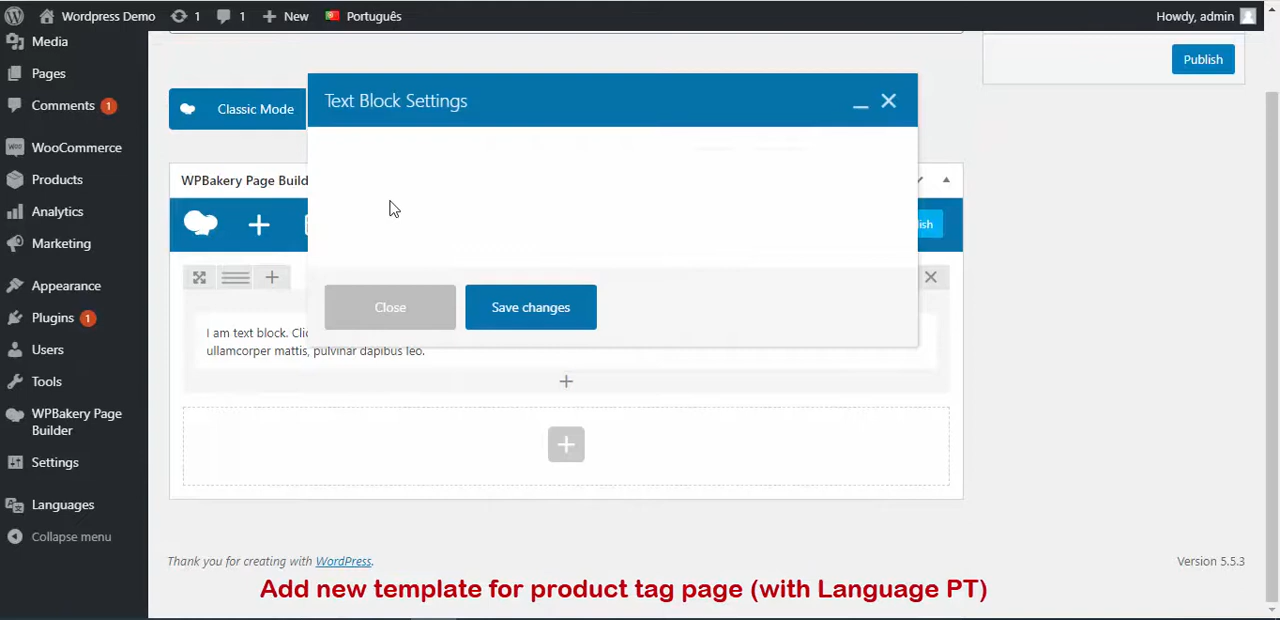 Wordpress Demo 1 1 New Português Howdy, admin
Media
Pages
Comments 1
WooCommerce
Products
Analytics
Marketing
Appearance
Plugins 1
Users
Tools
WPBakery Page
Builder
Settings
Languages
Collapse menu
Publish
Classic Mode
Text Block Settings
WPBakery Page Build
ish
Close
Save changes
I am text block. Clic
ullamcorper mattis, pulvinar dapibus leo.
Thank you for creating with WordPress.
Version 5.5.3
Add new template for product tag page (with Language PT)